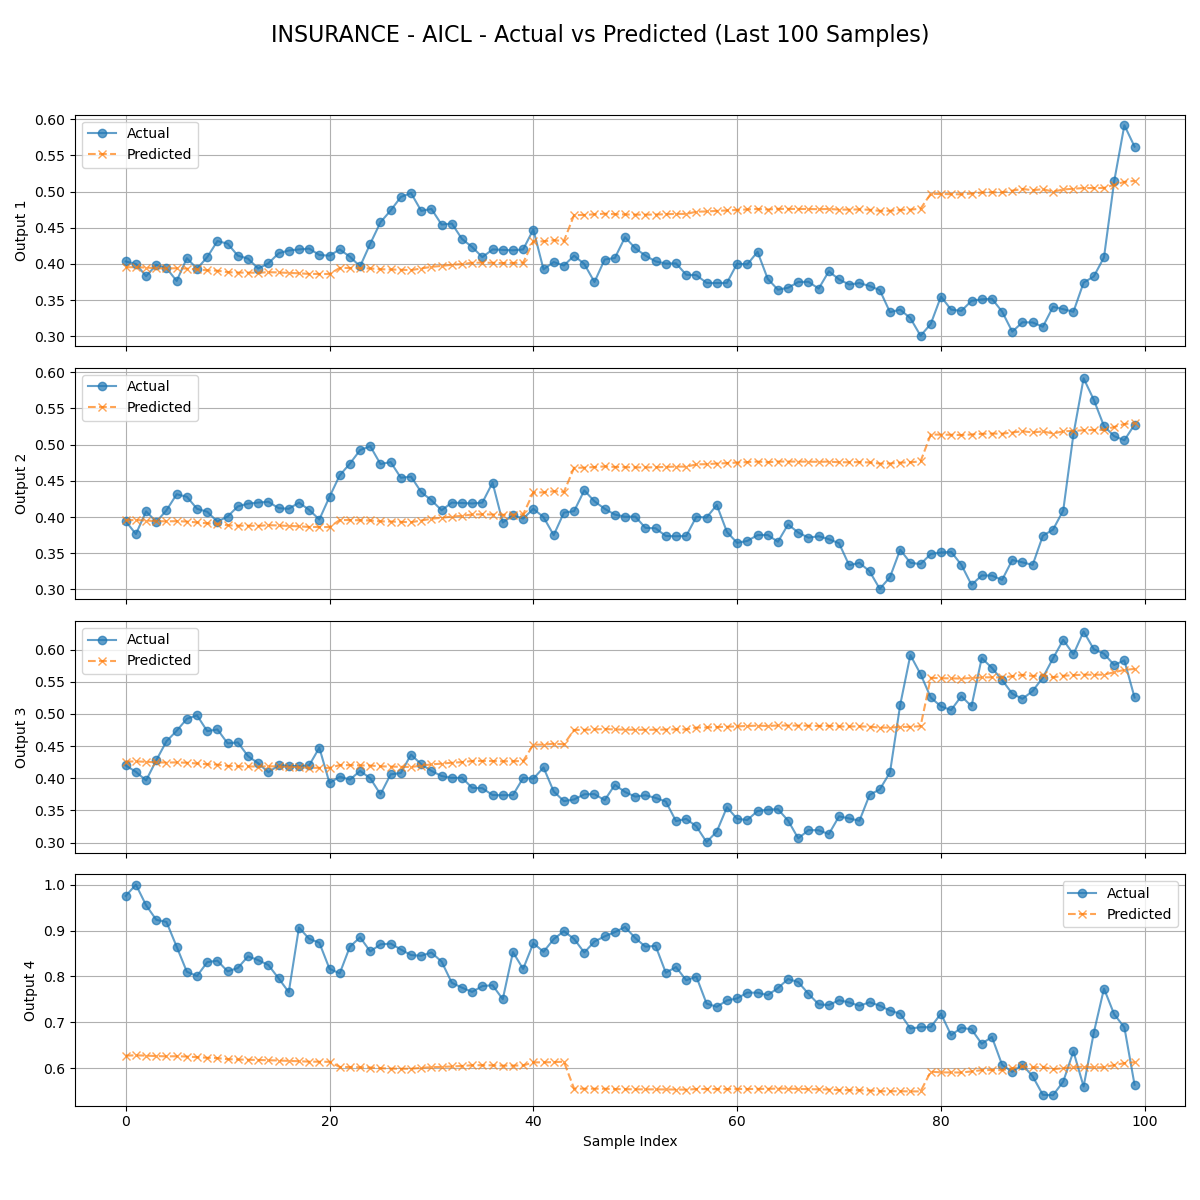 INSURANCE - AICL - Actual vs Predicted (Last 100 Samples)
Output 1
0.60
0.55
0.50
0.45
0.40
0.35
0.30
Actual
Predicted
Output 2
0.60
0.55
0.50
0.45
0.40
0.35
0.30
Actual
Predicted
Output 3
0.60
0.55
0.50
0.45
0.40
0.35
0.30
Actual
Predicted
Output 4
1.0
0.9
0.8
0.7
0.6
Actual
Predicted
0 20 40 60 80 100
Sample Index